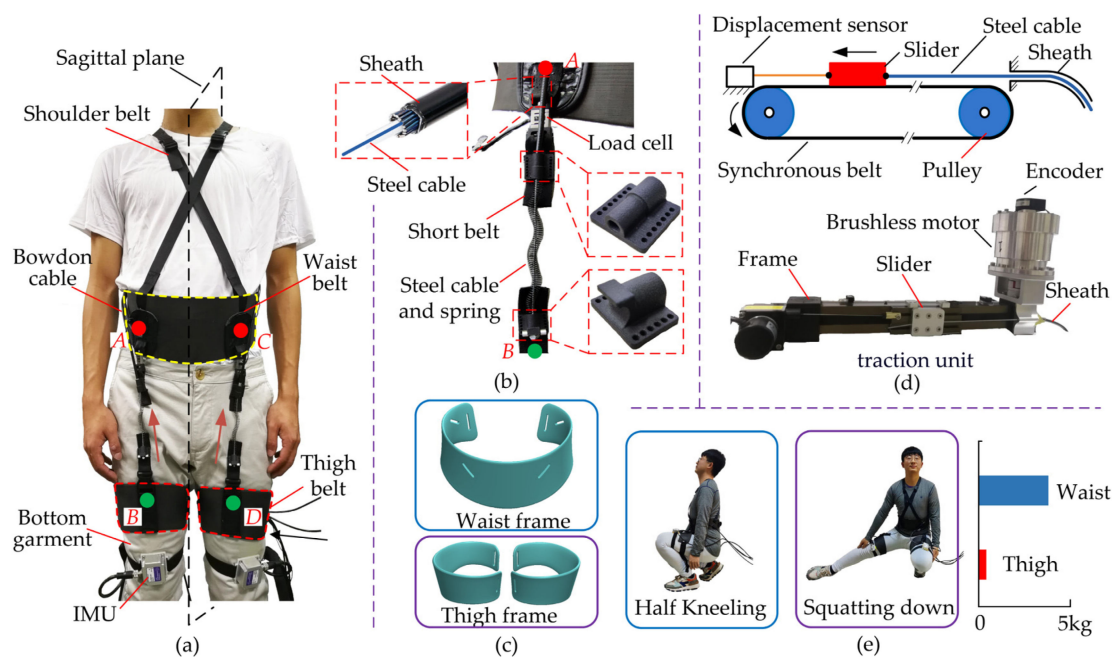 Sagittal plane
Shoulder belt
Bowdon
cable
Waist
belt
A
C
Thigh
belt
B
D
Bottom
garment
IMU
(a)
Sheath
A
Load cell
Steel cable
Short belt
Steel cable
and spring
B
(b)
Waist frame
Thigh frame
(c)
Displacement sensor
Slider
Steel cable
Sheath
Synchronous belt
Pulley
Encoder
Brushless motor
Frame
Slider
Sheath
traction unit
(d)
Half Kneeling
Squatting down
Waist
Thigh
0
5kg
(e)